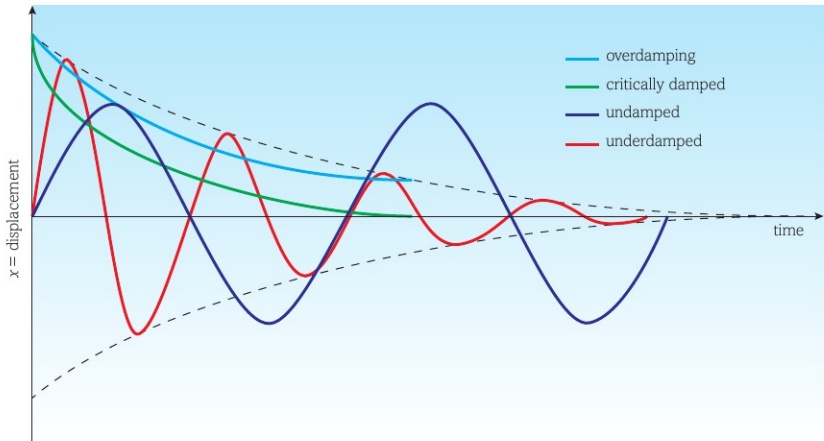 overdamping
critically damped
undamped
underdamped
x = displacement
time